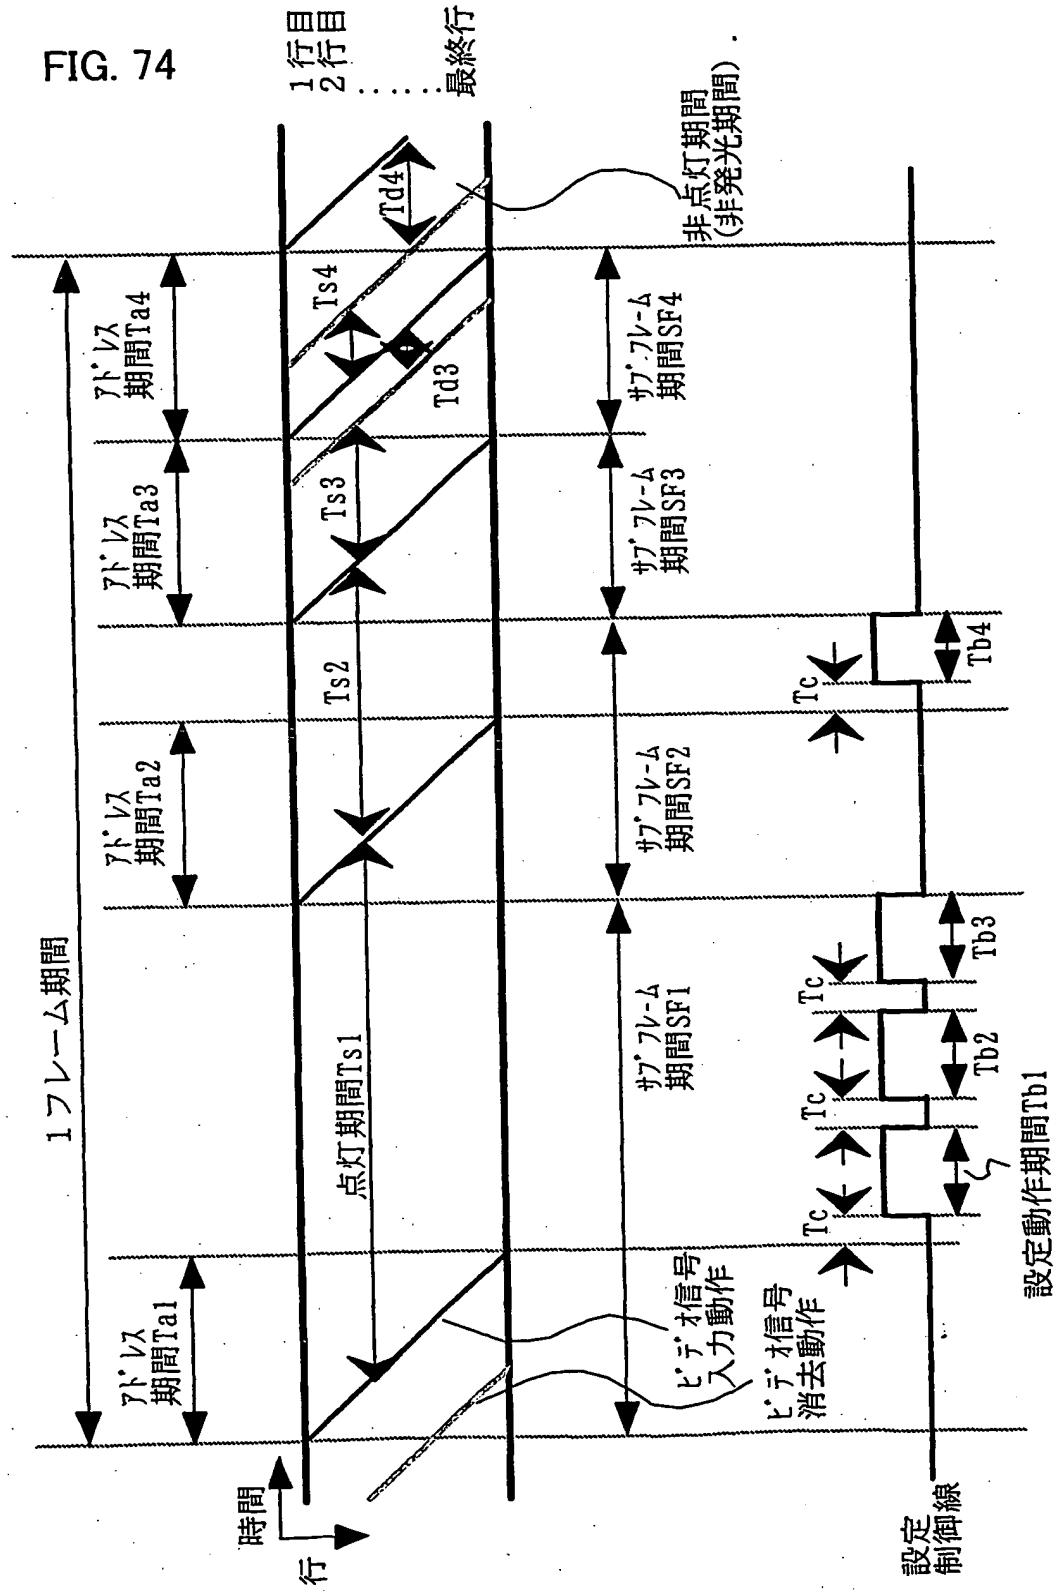 FIG. 74
1フレーム期間
アドレス
期間Ta1
アドレス
期間Ta2
アドレス
期間Ta3
アドレス
期間Ta4
時間
行
1行目
2行目
......
最終行
点灯期間Ts1
Ts2
Ts3
Ts4
Td3
Td4
非点灯期間
(非発光期間)
ビデオ信号
入力動作
ビデオ信号
消去動作
サブフレーム
期間SF1
サブフレーム
期間SF2
サブフレーム
期間SF3
サブフレーム
期間SF4
Tc
Tc
Tc
Tc
設定動作期間Tb1
Tb2
Tb3
Tb4
設定
制御線